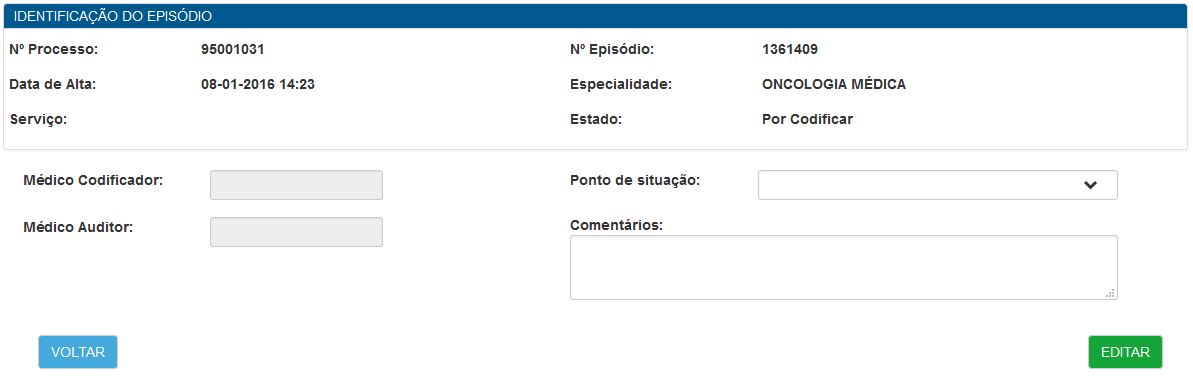 IDENTIFICAÇÃO DO EPISÓDIO
Nº Processo: 95001031 Nº Episódio: 1361409
Data de Alta: 08-01-2016 14:23 Especialidade: ONCOLOGIA MÉDICA
Serviço: Estado: Por Codificar
Médico Codificador: Ponto de situação:
Médico Auditor: Comentários:
VOLTAR EDITAR